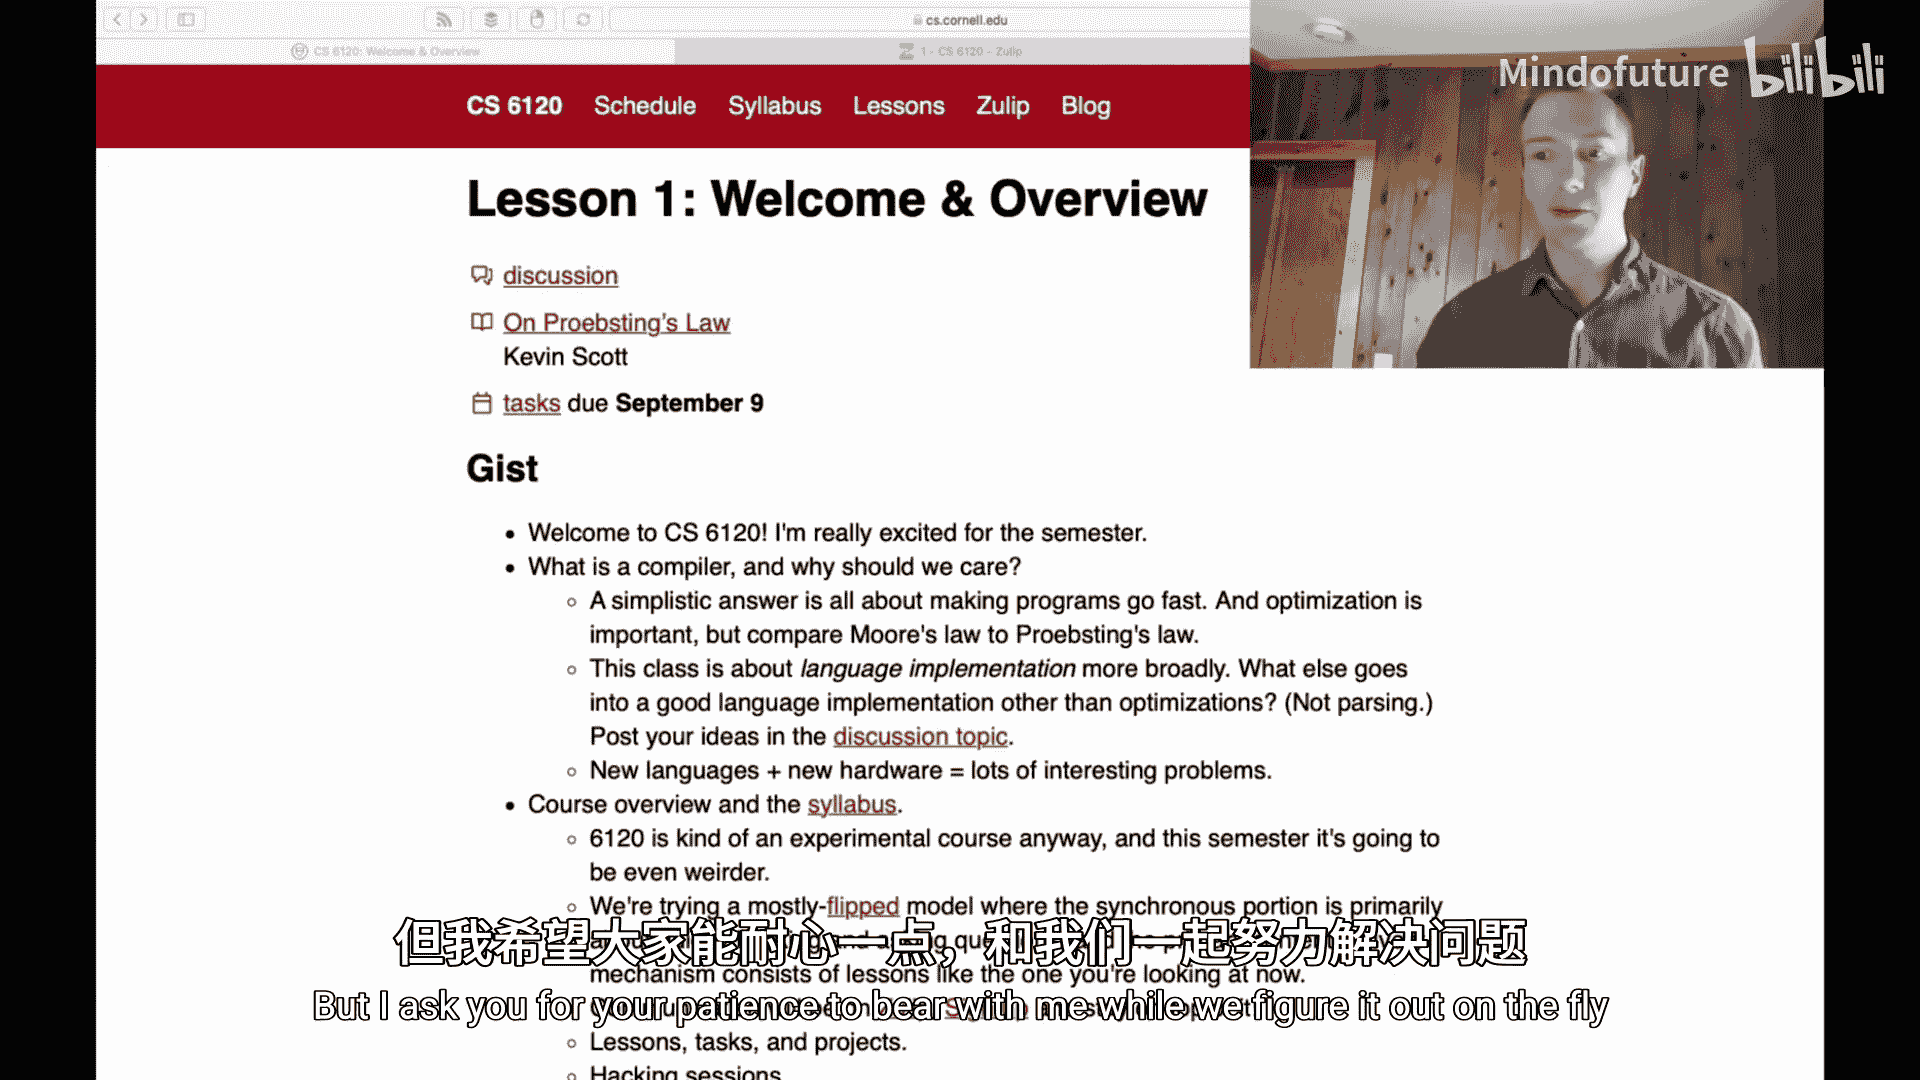 cs.cornell.edu
CS 6120: Welcome & Overview
1 - CS 6120 - Zulip
Mindofuture bilibili
CS 6120 Schedule Syllabus Lessons Zulip Blog
Lesson 1: Welcome & Overview
discussion
On Proebsting's Law
Kevin Scott
tasks due September 9
Gist
• Welcome to CS 6120! I'm really excited for the semester.
• What is a compiler, and why should we care?
◦ A simplistic answer is all about making programs go fast. And optimization is
important, but compare Moore's law to Proebsting's law.
◦ This class is about language implementation more broadly. What else goes
into a good language implementation other than optimizations? (Not parsing.)
Post your ideas in the discussion topic.
◦ New languages + new hardware = lots of interesting problems.
• Course overview and the syllabus.
◦ 6120 is kind of an experimental course anyway, and this semester it's going to
be even weirder.
◦ We're trying a mostly-flipped model where the synchronous portion is primarily
但我希望大家能耐心一点，和我们一起努力解决问题
mechanism consists of lessons like the one you're looking at now.
But I ask you for your patience to bear with me while we figure it out on the fly
◦ Lessons, tasks, and projects.
◦ Hacking sessions.